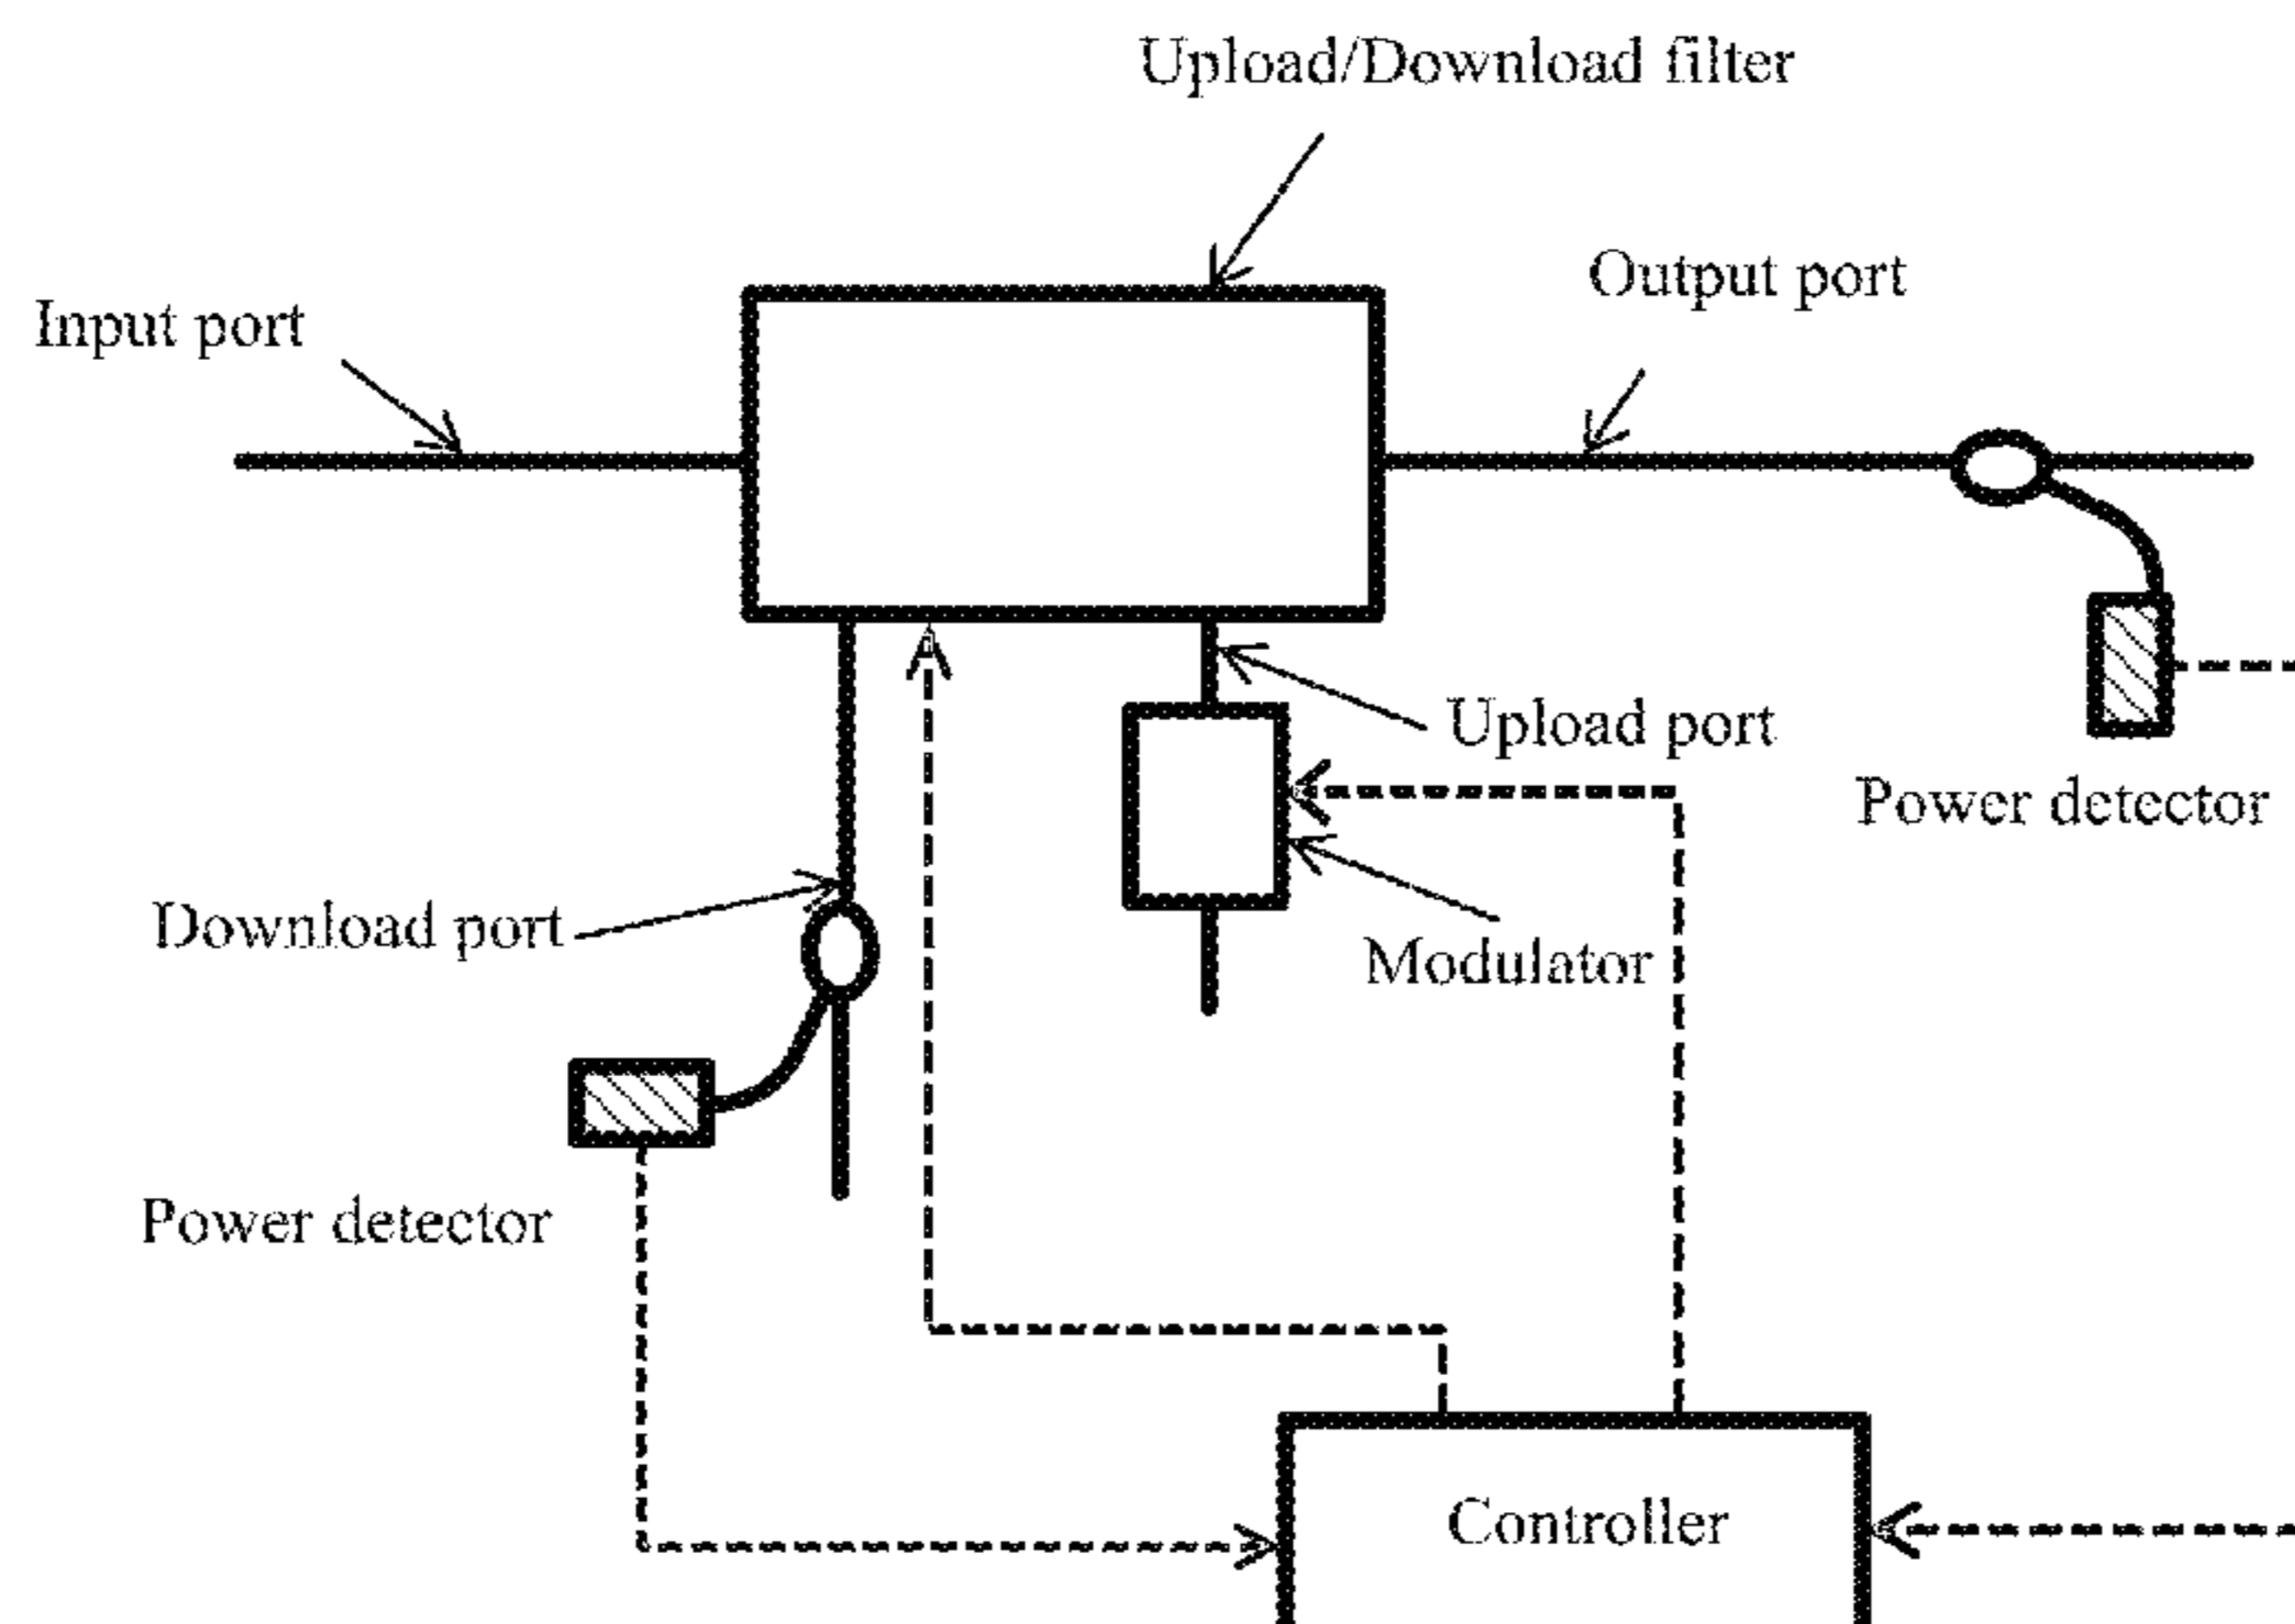 Upload/Download filter
Output port
Input port
Upload port
Power detector
Download port
Modulator
Power detector
Controller